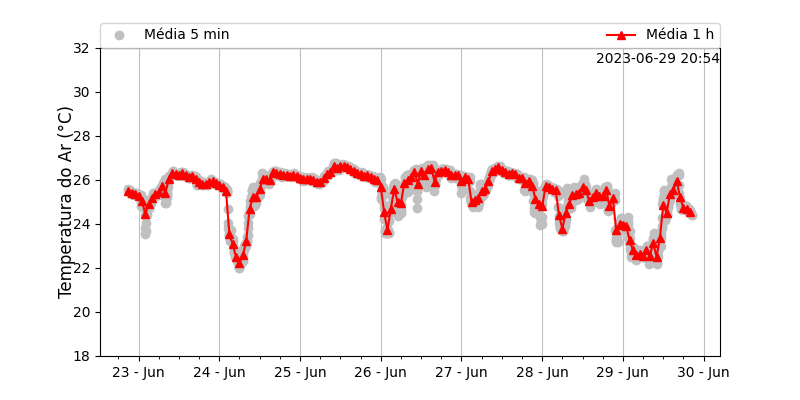 Média 5 min
Média 1 h
2023-06-29 20:54
Temperatura do Ar (°C)
32
30
28
26
24
22
20
18
23 - Jun
24 - Jun
25 - Jun
26 - Jun
27 - Jun
28 - Jun
29 - Jun
30 - Jun